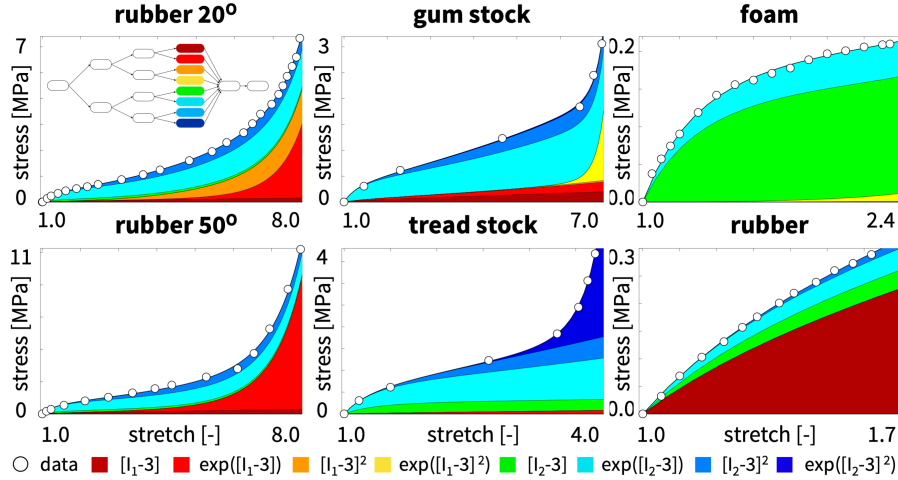 rubber 20º
gum stock
foam
7
stress [MPa]
0
1.0
8.0
3
stress [MPa]
0
1.0
7.0
0.2
stress [MPa]
0.0
1.0
2.4
rubber 50º
tread stock
rubber
11
stress [MPa]
0
1.0
stretch [-]
8.0
4
stress [MPa]
0
1.0
stretch [-]
4.0
0.3
stress [MPa]
0.0
1.0
stretch [-]
1.7
data [I₁-3] exp([I₁-3]) [I₁-3]² exp([I₁-3]²) [I₂-3] exp([I₂-3]) [I₂-3]² exp([I₂-3]²)